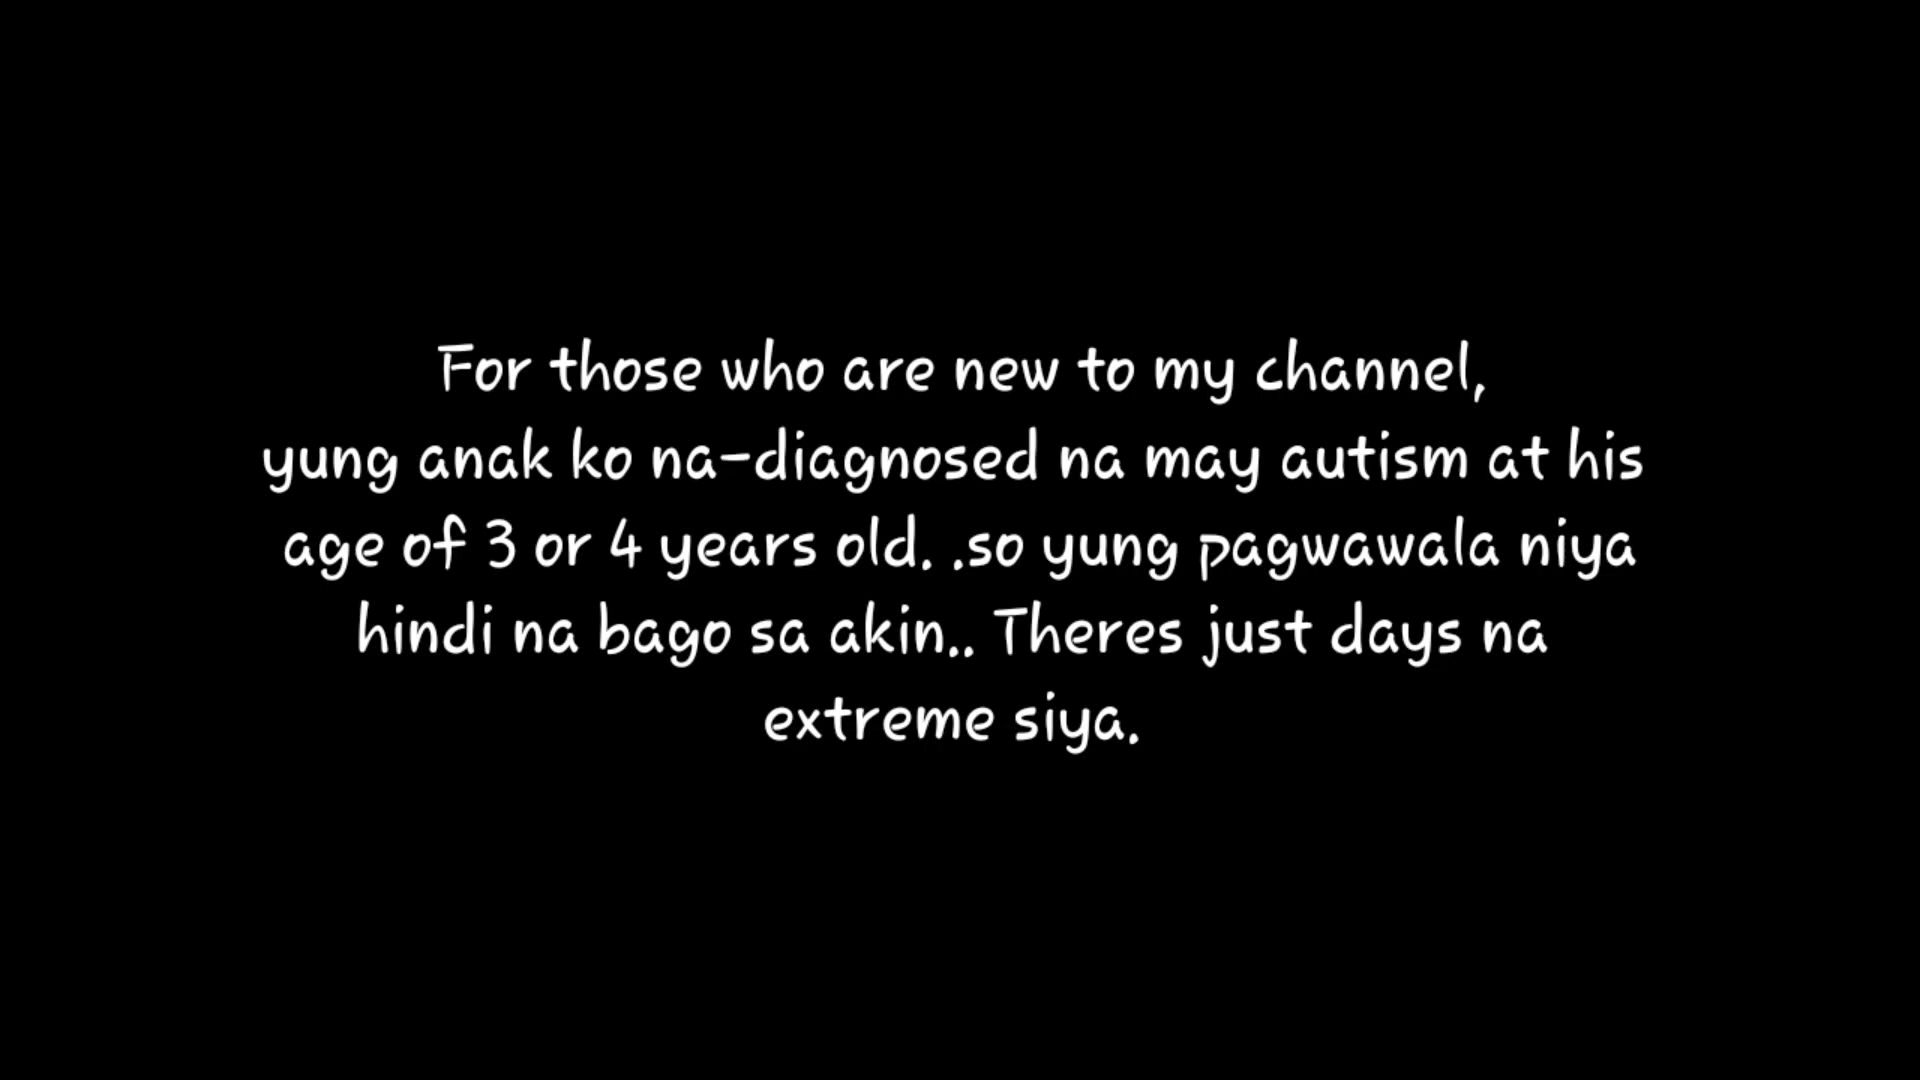 For those who are new to my channel,
yung anak ko na-diagnosed na may autism at his
age of 3 or 4 years old. .so yung pagwawala niya
hindi na bago sa akin.. Theres just days na
extreme siya.